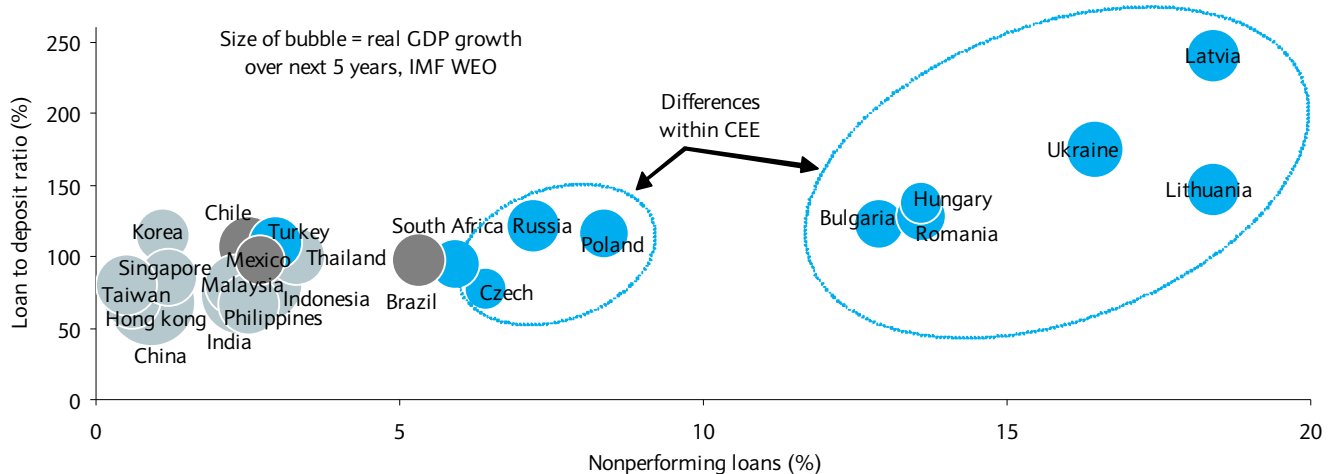 250
200
150
100
50
0
Loan to deposit ratio (%)
Size of bubble = real GDP growth
over next 5 years, IMF WEO
Differences
within CEE
Latvia
Ukraine
Lithuania
Hungary
Bulgaria
Romania
Chile
Korea
Turkey
South Africa
Russia
Poland
Mexico
Thailand
Singapore
Malaysia
Taiwan
Indonesia
Brazil
Czech
Hong kong
Philippines
India
China
0
5
10
15
20
Nonperforming loans (%)